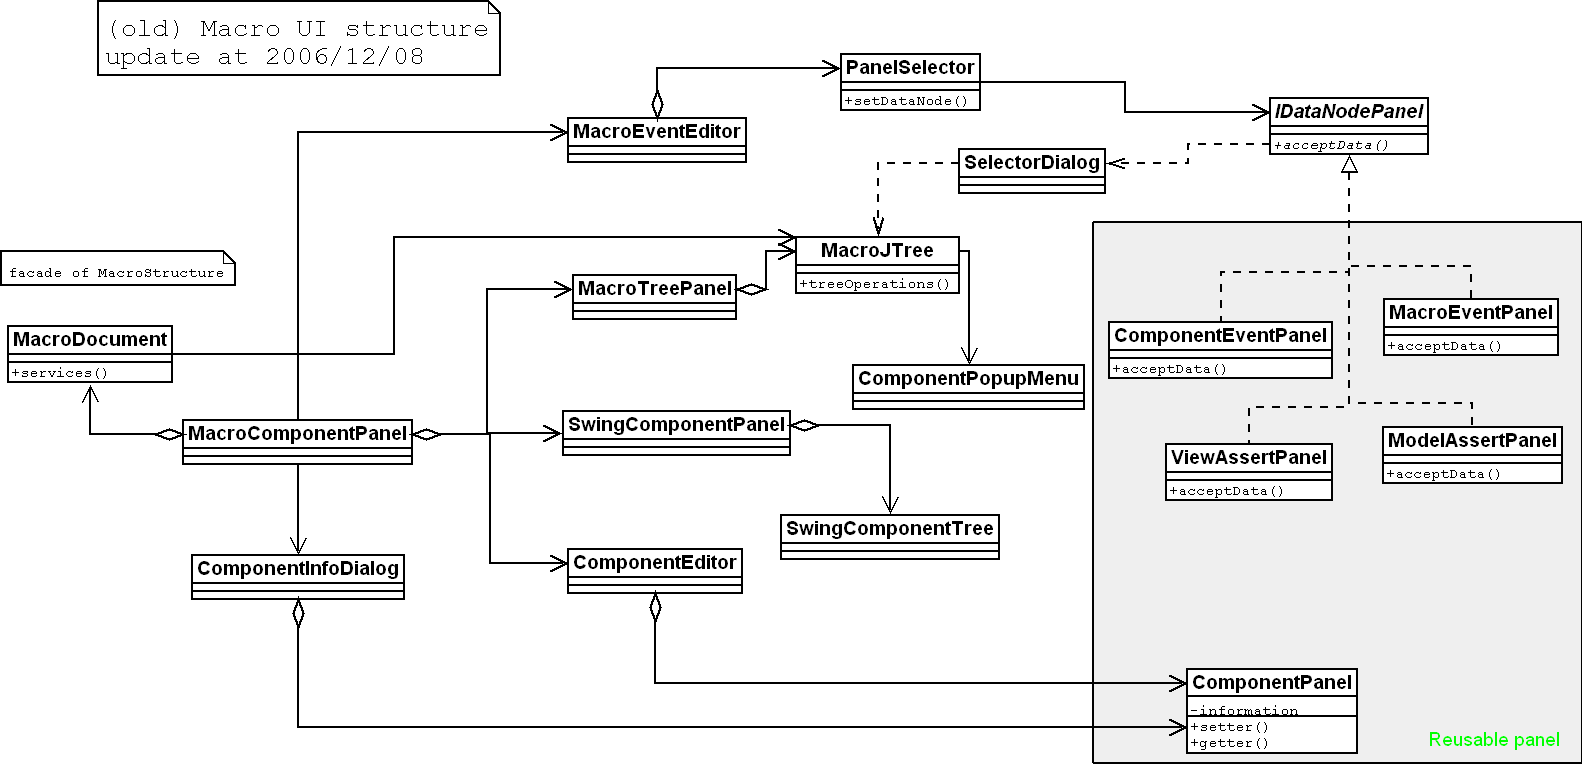 (old) Macro UI structure
update at 2006/12/08
PanelSelector
+setDataNode()
IDataNodePanel
+acceptData()
MacroEventEditor
SelectorDialog
facade of MacroStructure
MacroJTree
+treeOperations()
MacroTreePanel
MacroDocument
+services()
ComponentEventPanel
+acceptData()
MacroEventPanel
+acceptData()
ComponentPopupMenu
MacroComponentPanel
SwingComponentPanel
ViewAssertPanel
+acceptData()
ModelAssertPanel
+acceptData()
SwingComponentTree
ComponentInfoDialog
ComponentEditor
ComponentPanel
-information
+setter()
+getter()
Reusable panel